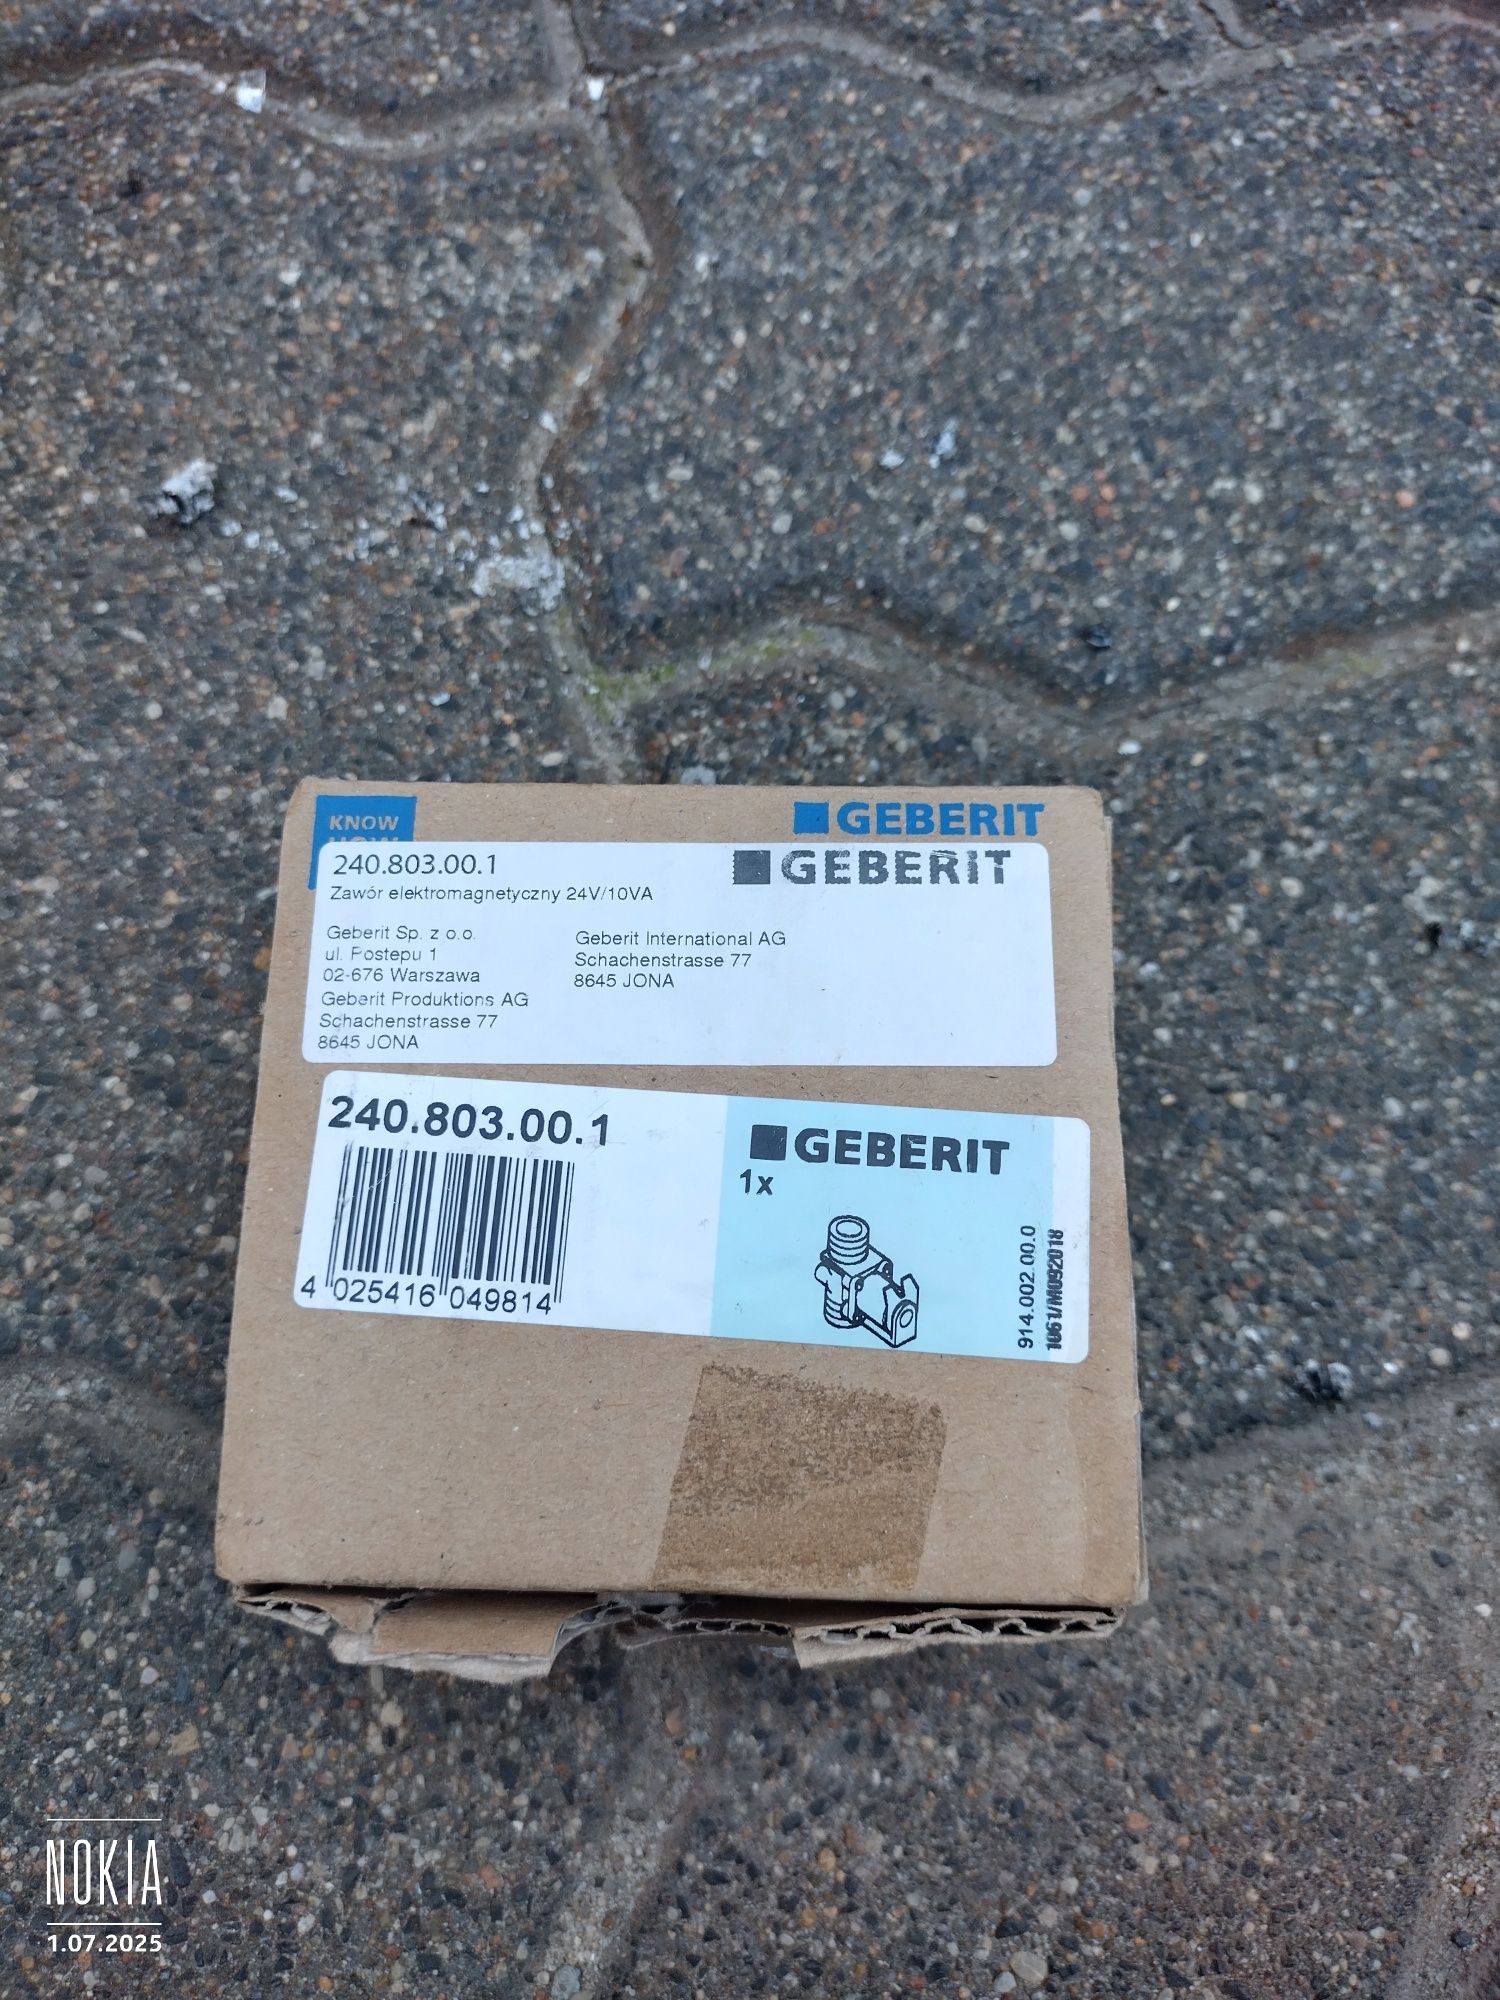 KNOW
HOW
GEBERIT
240.803.00.1
GEBERIT
Zawór elektromagnetyczny 24V/10VA
Geberit Sp. z o.o.
ul. Postepu 1
02-676 Warszawa
Geberit Produktions AG
Schachenstrasse 77
8645 JONA
Geberit International AG
Schachenstrasse 77
8645 JONA
240.803.00.1
4 025416 049814
GEBERIT
1x
914.002.00.0
1061/M092018
NOKIA
1.07.2025